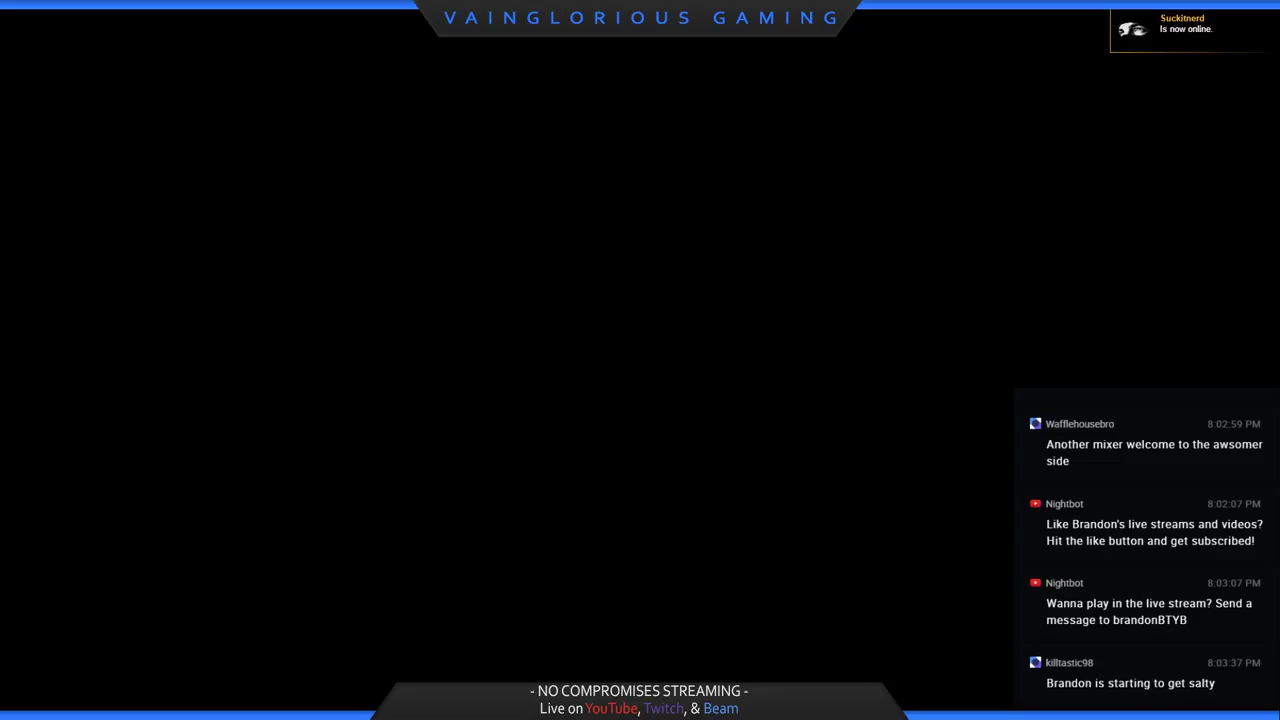 VAINGLORIOUS GAMING
Suckitnerd
Is now online.
Wafflehousebro 8:02:59 PM
Another mixer welcome to the awsomer
side
Nightbot 8:02:07 PM
Like Brandon's live streams and videos?
Hit the like button and get subscribed!
Nightbot 8:03:07 PM
Wanna play in the live stream? Send a
message to brandonBTYB
killtastic98 8:03:37 PM
Brandon is starting to get salty
- NO COMPROMISES STREAMING -
Live on YouTube, Twitch, & Beam